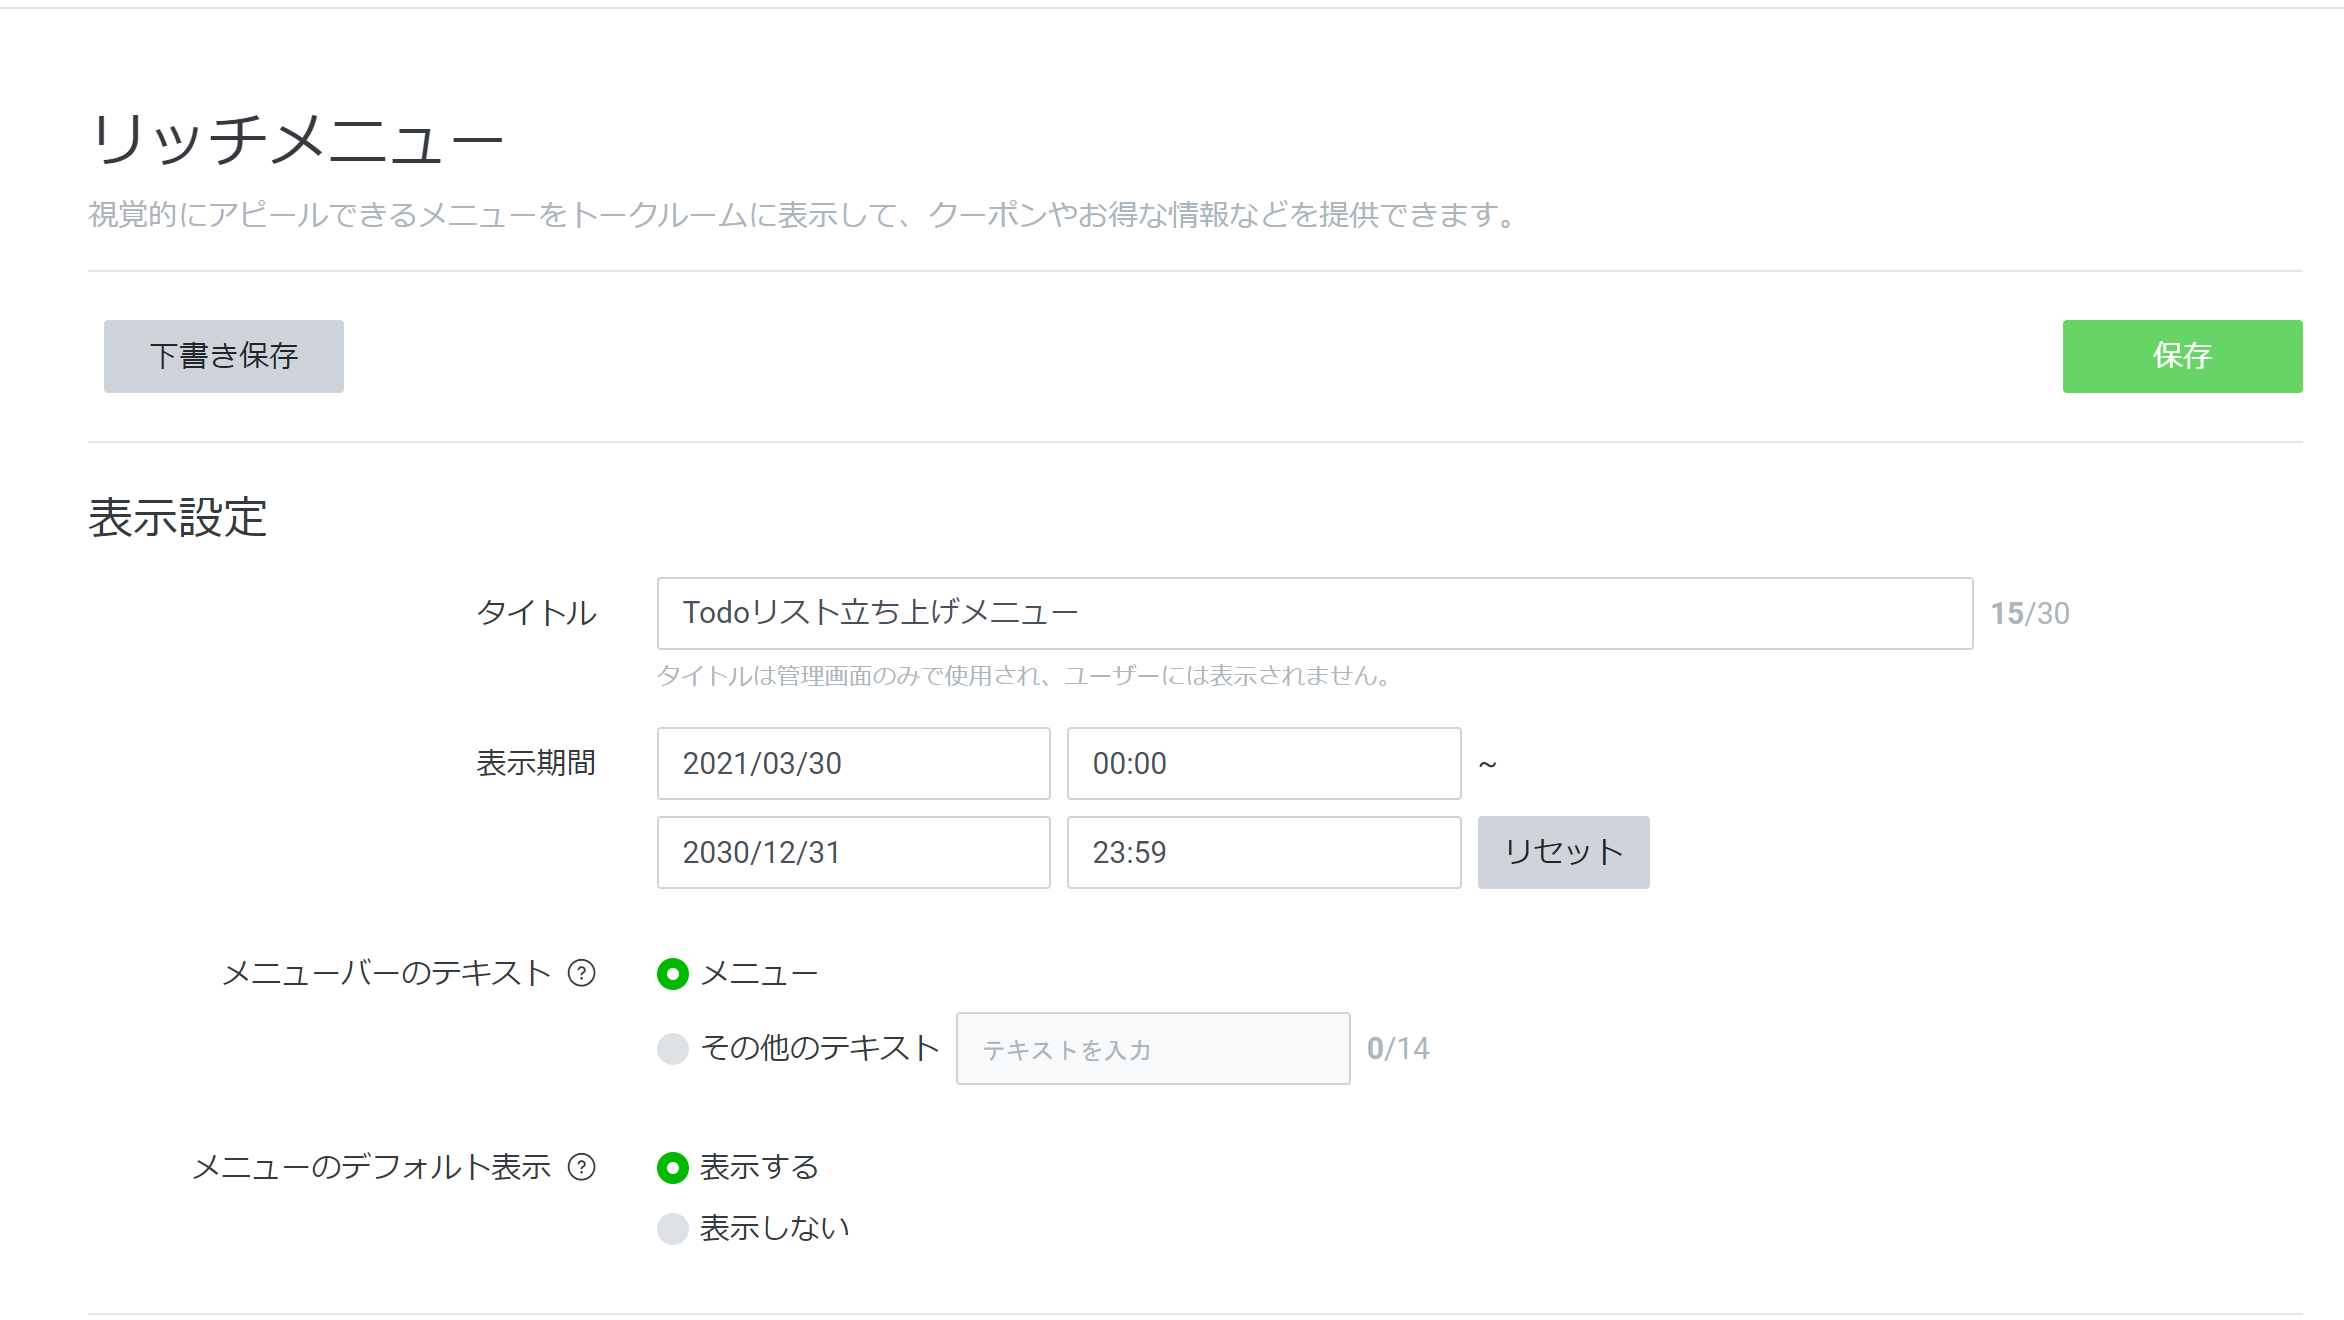 リッチメニュー
視覚的にアピールできるメニューをトークルームに表示して、クーポンやお得な情報などを提供できます。
下書き保存
保存
表示設定
タイトル Todoリスト立ち上げメニュー 15/30
タイトルは管理画面のみで使用され、ユーザーには表示されません。
表示期間 2021/03/30 00:00 ~
2030/12/31 23:59 リセット
メニューバーのテキスト ? メニュー
その他のテキスト テキストを入力 0/14
メニューのデフォルト表示 ? 表示する
表示しない